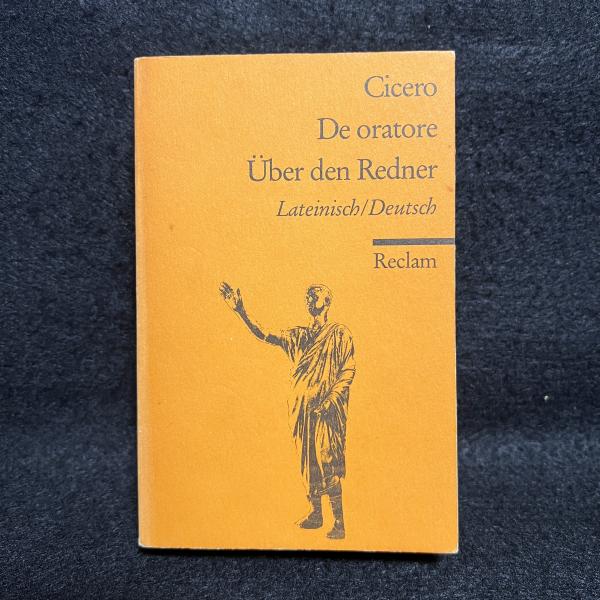 Cicero
De oratore
Über den Redner
Lateinisch/Deutsch
Reclam